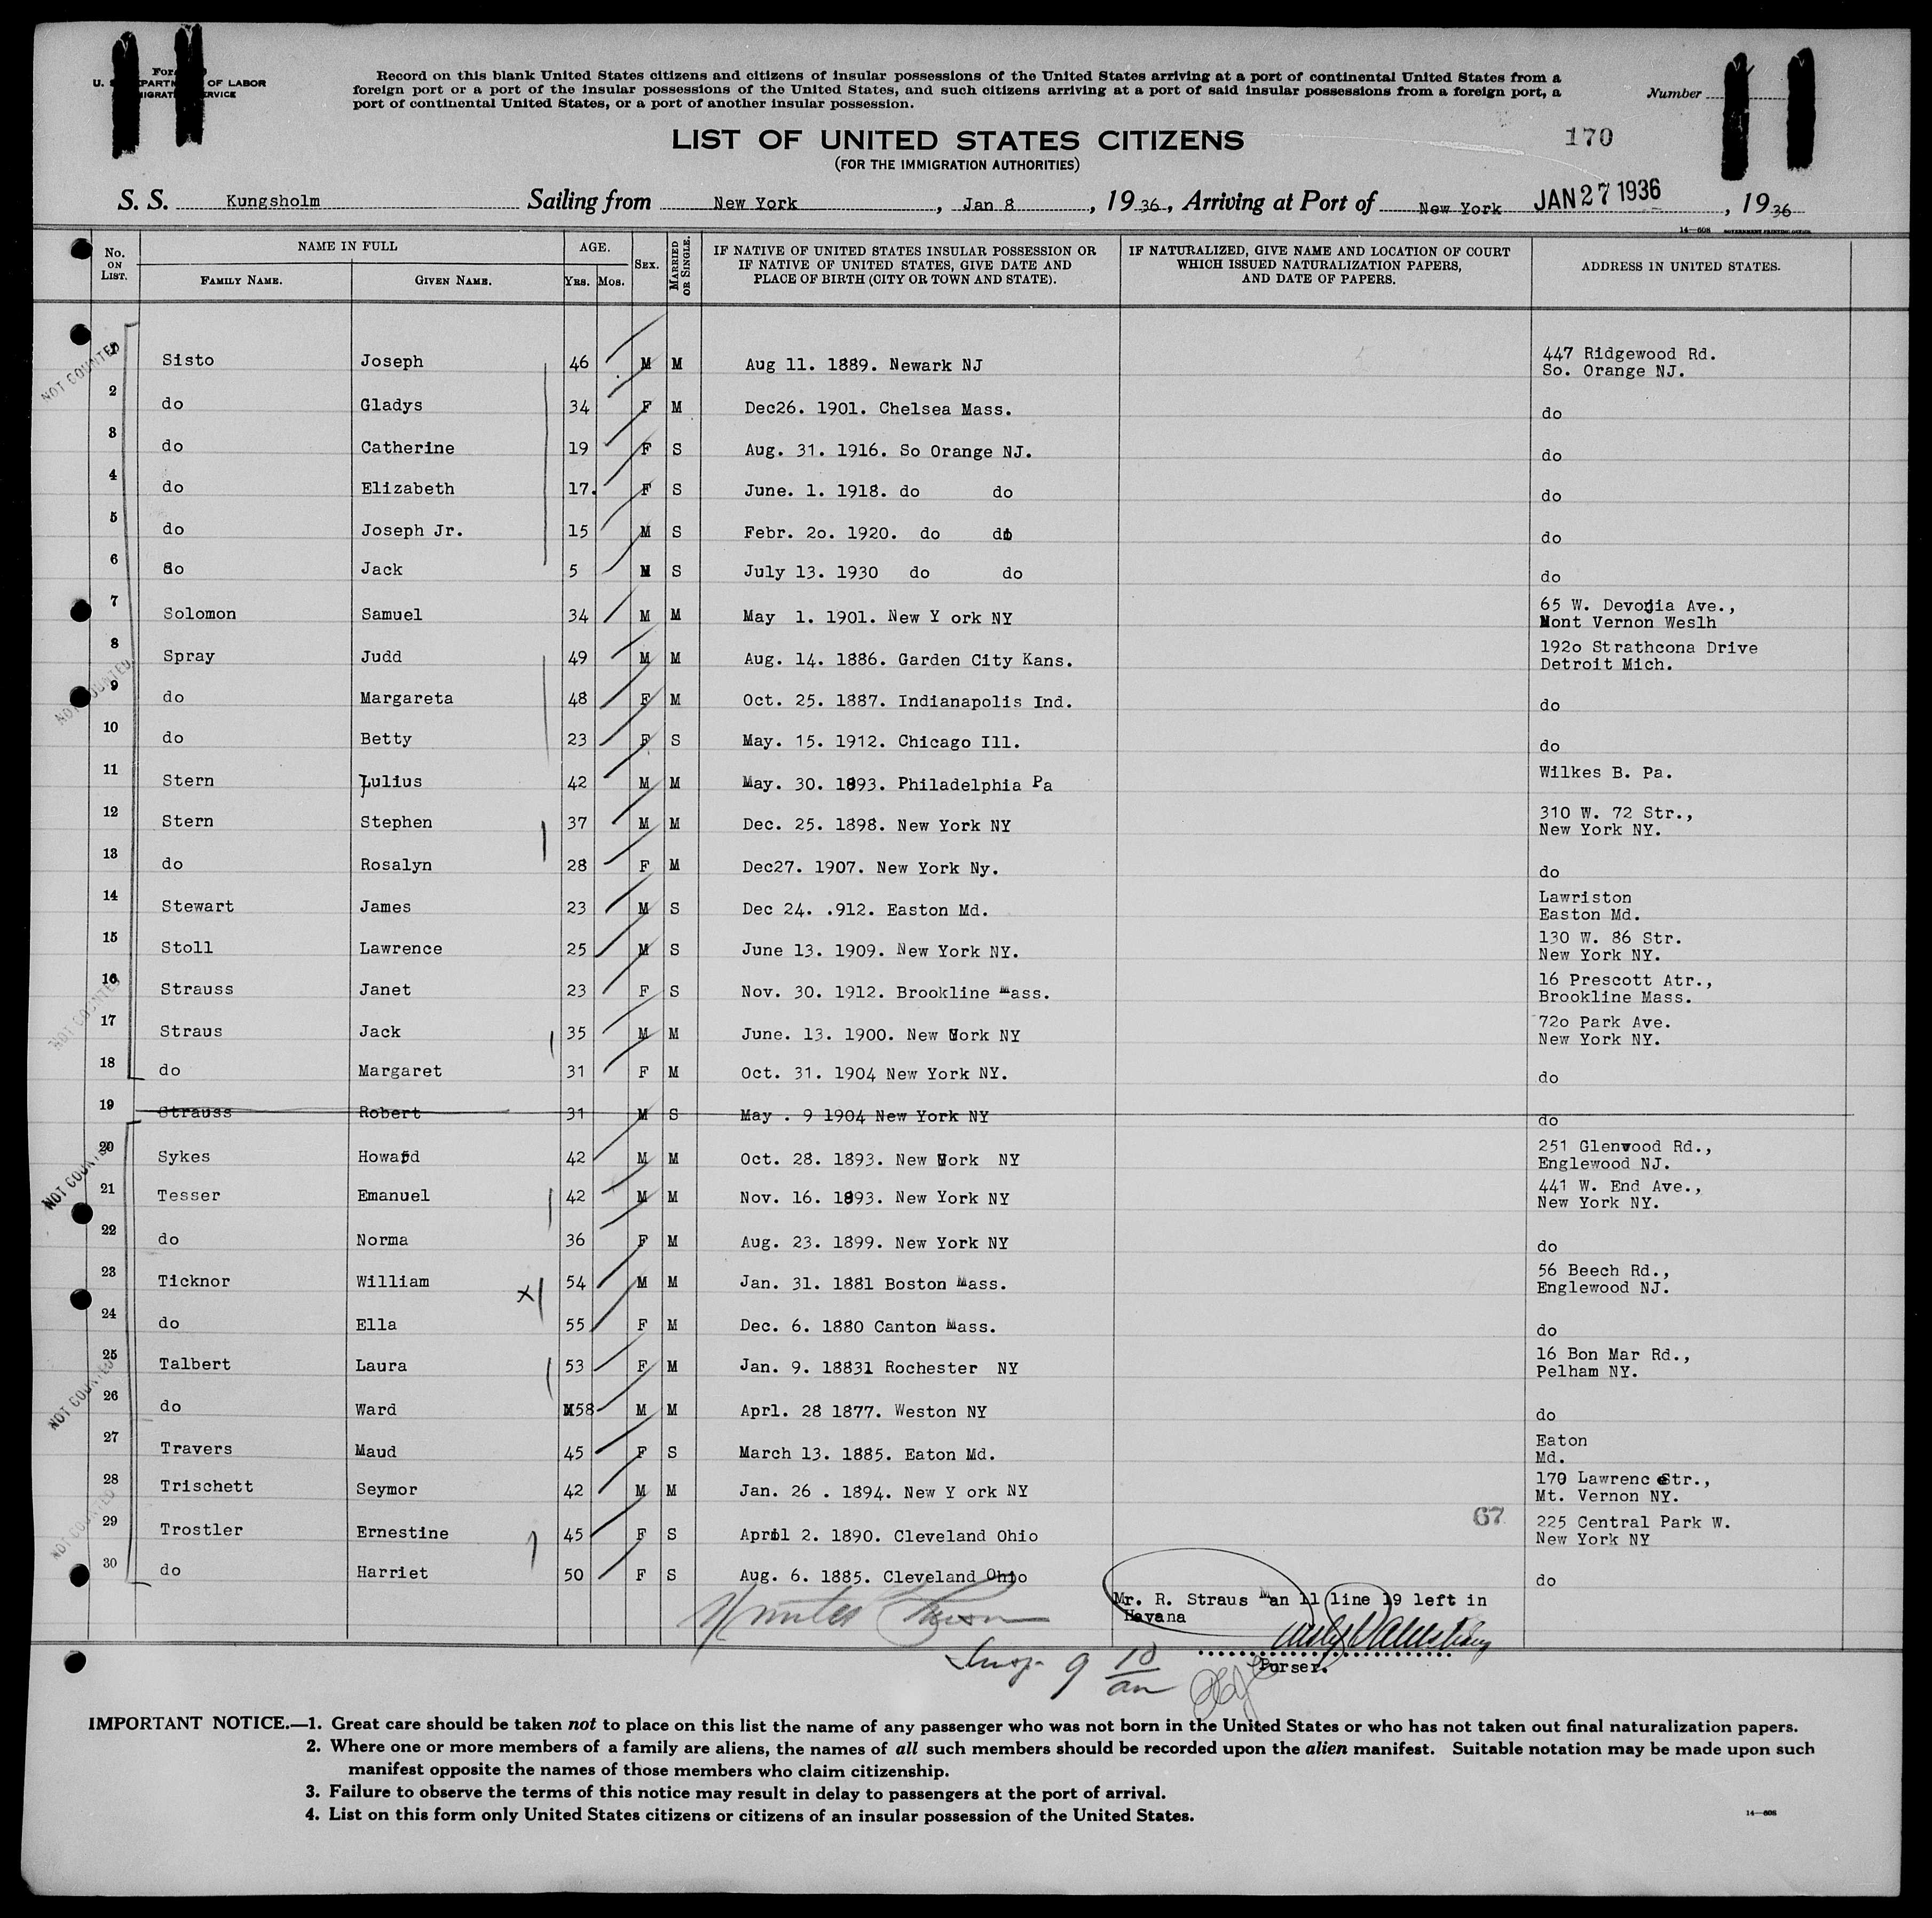 U. S. DEPARTMENT OF LABOR
Record on this blank United States citizens and citizens of insular possessions of the United States arriving at a port of continental United States from a
foreign port or a port of the insular possessions of the United States, and such citizens arriving at a port of said insular possessions from a foreign port, a
port of continental United States, or a port of another insular possession.
Number
LIST OF UNITED STATES CITIZENS
170
(FOR THE IMMIGRATION AUTHORITIES)
S. S. Kungsholm Sailing from New York, Jan 8, 1936, Arriving at Port of New York JAN 27 1936, 1936
14—608 GOVERNMENT PRINTING OFFICE
No. ON LIST. NAME IN FULL FAMILY NAME. GIVEN NAME. AGE. YRS. MOS. SEX. MARRIED OR SINGLE. IF NATIVE OF UNITED STATES INSULAR POSSESSION OR IF NATIVE OF UNITED STATES, GIVE DATE AND PLACE OF BIRTH (CITY OR TOWN AND STATE). IF NATURALIZED, GIVE NAME AND LOCATION OF COURT WHICH ISSUED NATURALIZATION PAPERS, AND DATE OF PAPERS. ADDRESS IN UNITED STATES.
NOT COUNTED
1 Sisto Joseph 46 M M Aug 11. 1889. Newark NJ 447 Ridgewood Rd. So. Orange NJ.
2 do Gladys 34 F M Dec26. 1901. Chelsea Mass. do
3 do Catherine 19 F S Aug. 31. 1916. So Orange NJ. do
4 do Elizabeth 17. F S June. 1. 1918. do do do
5 do Joseph Jr. 15 M S Febr. 2o. 1920. do do do
6 do Jack 5 M S July 13. 1930 do do do
7 Solomon Samuel 34 M M May 1. 1901. New Y ork NY 65 W. Devonia Ave., Mont Vernon Weslh
8 Spray Judd 49 M M Aug. 14. 1886. Garden City Kans. 192o Strathcona Drive Detroit Mich.
NOT COUNTED
9 do Margareta 48 F M Oct. 25. 1887. Indianapolis Ind. do
10 do Betty 23 F S May. 15. 1912. Chicago Ill. do
11 Stern Julius 42 M M May. 30. 1893. Philadelphia Pa Wilkes B. Pa.
12 Stern Stephen 37 M M Dec. 25. 1898. New York NY 310 W. 72 Str., New York NY.
13 do Rosalyn 28 F M Dec27. 1907. New York Ny. do
14 Stewart James 23 M S Dec 24. .912. Easton Md. Lawriston Easton Md.
15 Stoll Lawrence 25 M S June 13. 1909. New York NY. 130 W. 86 Str. New York NY.
16 Strauss Janet 23 F S Nov. 30. 1912. Brookline Mass. 16 Prescott Atr., Brookline Mass.
NOT COUNTED
17 Straus Jack 35 M M June. 13. 1900. New York NY 72o Park Ave. New York NY.
18 do Margaret 31 F M Oct. 31. 1904 New York NY. do
19 Strauss Robert 31 M S May . 9 1904 New York NY do
20 Sykes Howard 42 M M Oct. 28. 1893. New York NY 251 Glenwood Rd., Englewood NJ.
NOT COUNTED
21 Tesser Emanuel 42 M M Nov. 16. 1893. New York NY 441 W. End Ave., New York NY.
22 do Norma 36 F M Aug. 23. 1899. New York NY do
23 Ticknor William X 54 M M Jan. 31. 1881 Boston Mass. 56 Beech Rd., Englewood NJ.
24 do Ella 55 F M Dec. 6. 1880 Canton Mass. do
25 Talbert Laura 53 F M Jan. 9. 18831 Rochester NY 16 Bon Mar Rd., Pelham NY.
NOT COUNTED
26 do Ward M58 M M Aprl. 28 1877. Weston NY do
27 Travers Maud 45 F S March 13. 1885. Eaton Md. Eaton Md.
28 Trischett Seymor 42 M M Jan. 26 . 1894. New Y ork NY 170 Lawrence Str., Mt. Vernon NY.
NOT COUNTED
29 Trostler Ernestine 45 F S April 2. 1890. Cleveland Ohio 67 225 Central Park W. New York NY
30 do Harriet 50 F S Aug. 6. 1885. Cleveland Ohio do
Mr. R. Straus Man 11 line 19 left in
Havana
Insp. 9 10
Purser.
IMPORTANT NOTICE.—1. Great care should be taken not to place on this list the name of any passenger who was not born in the United States or who has not taken out final naturalization papers.
2. Where one or more members of a family are aliens, the names of all such members should be recorded upon the alien manifest. Suitable notation may be made upon such
manifest opposite the names of those members who claim citizenship.
3. Failure to observe the terms of this notice may result in delay to passengers at the port of arrival.
4. List on this form only United States citizens or citizens of an insular possession of the United States.
14—608